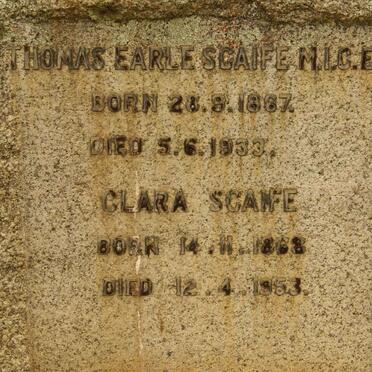 THOMAS EARLE SCAIFE M.I.C.E
BORN 28.9.1867.
DIED 5.6.1933.
CLARA SCAIFE
BORN 14.11.1868
DIED 12.4.1953.